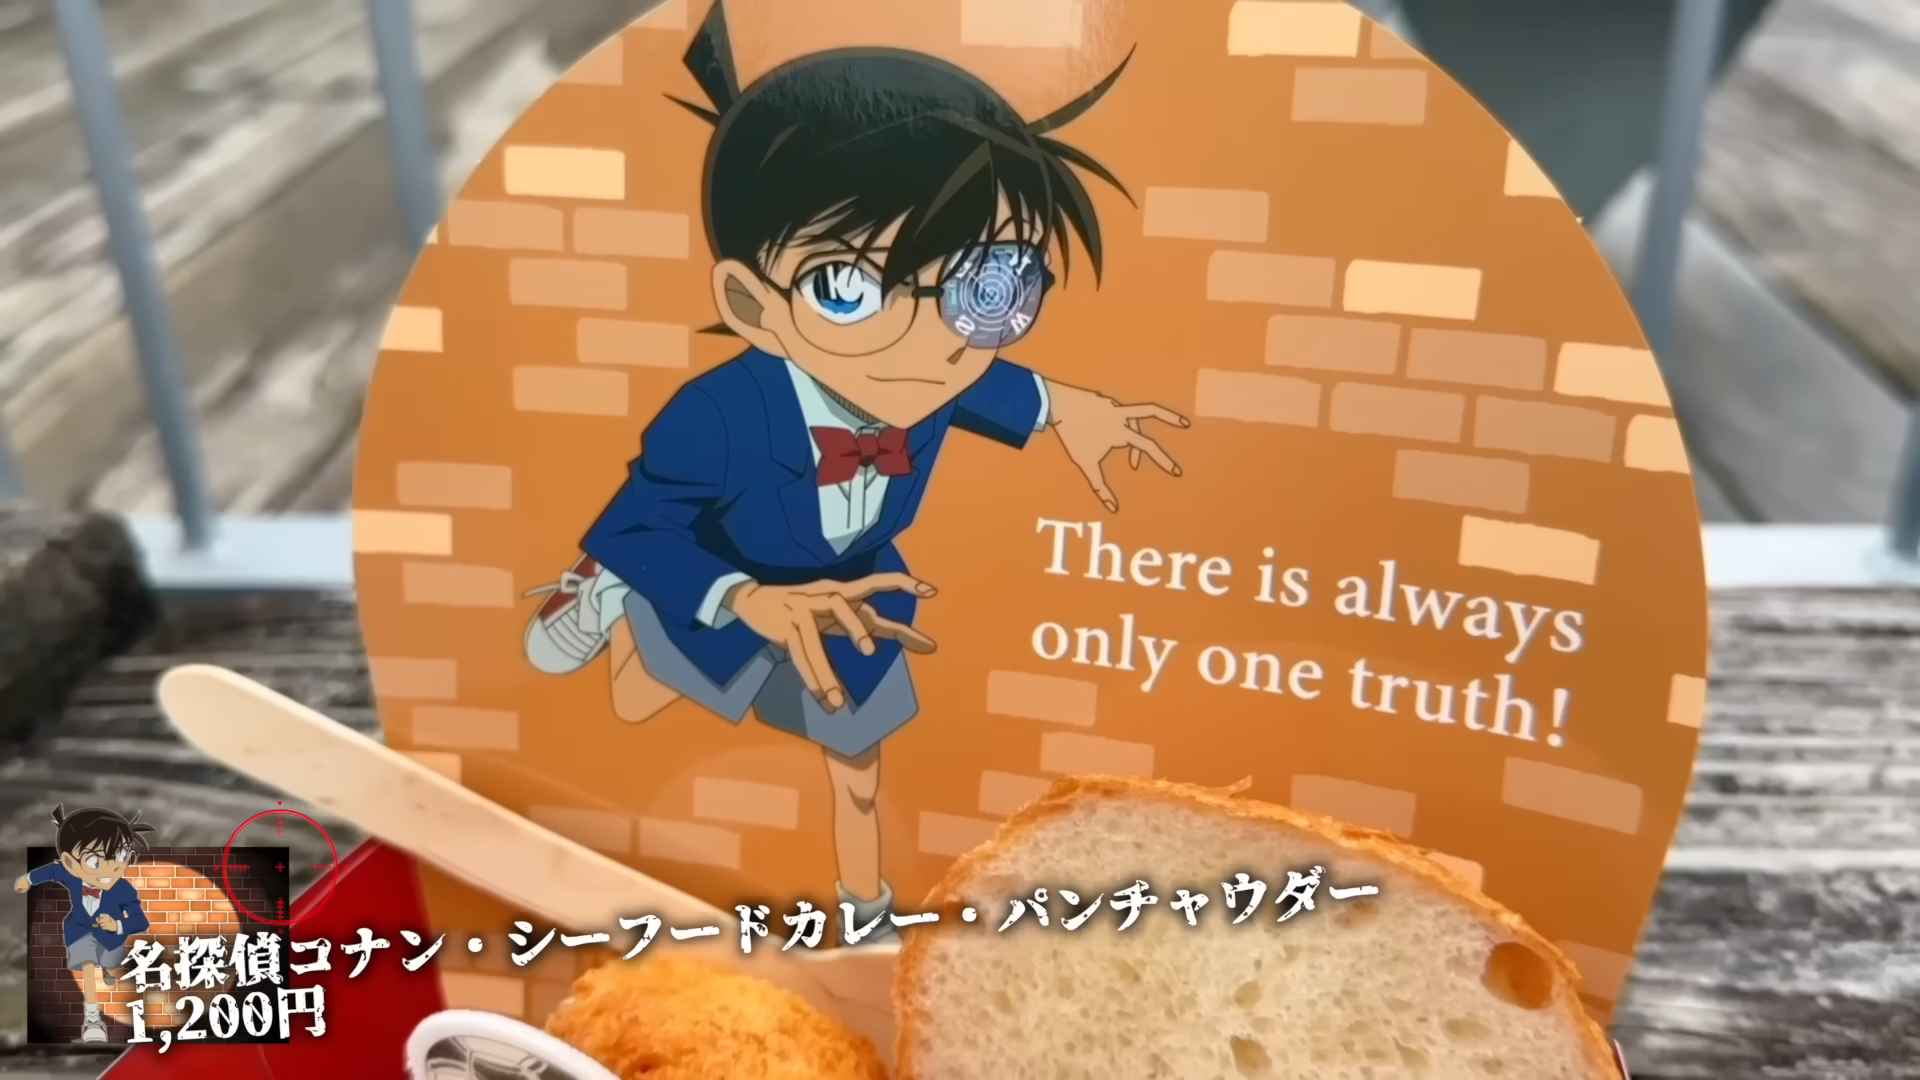 There is always
only one truth!
名探偵コナン・シーフードカレー・パンチャウダー
1,200円